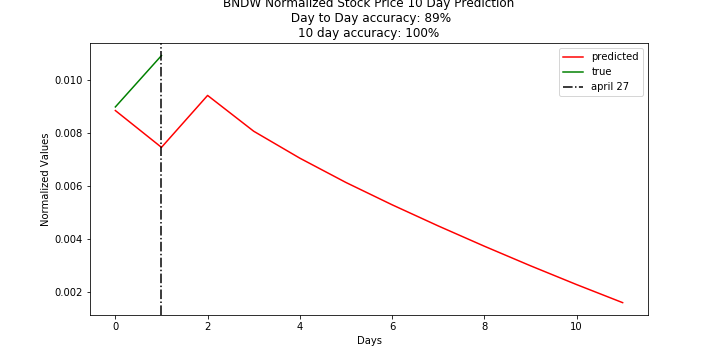 BNDW Normalized Stock Price 10 Day Prediction
Day to Day accuracy: 89%
10 day accuracy: 100%
predicted
true
april 27
0.010
0.008
0.006
0.004
0.002
Normalized Values
0 2 4 6 8 10
Days